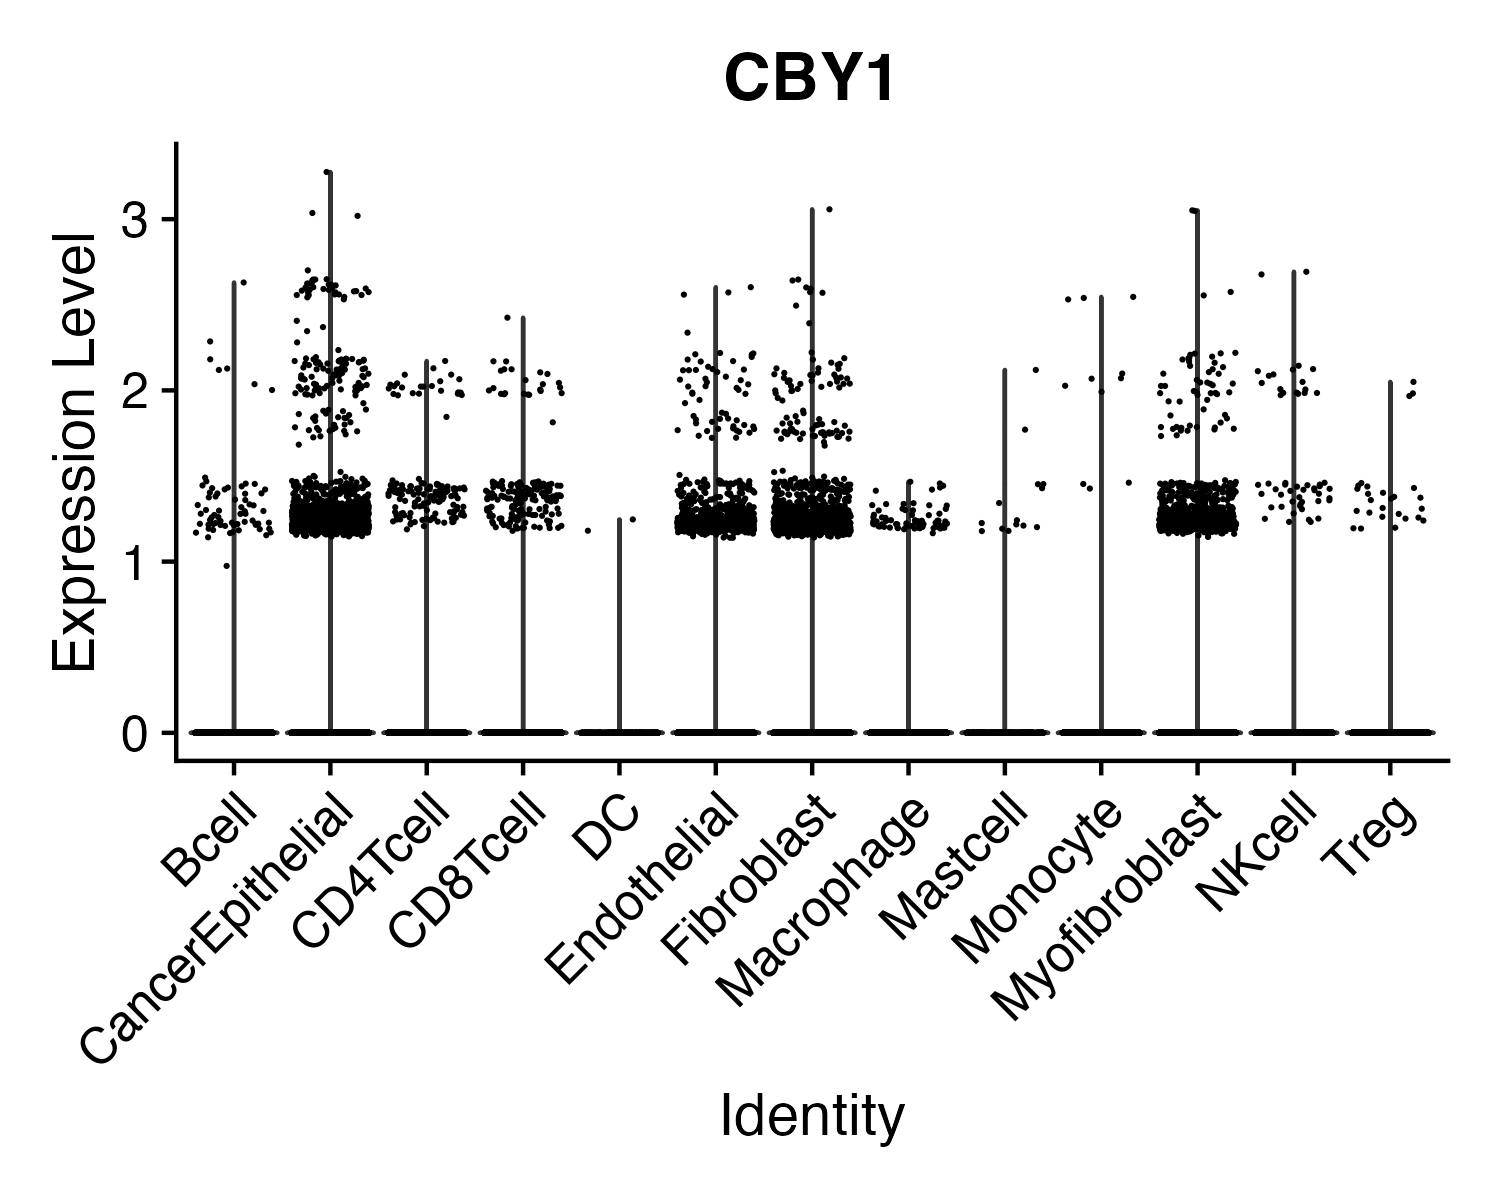 CBY1
Expression Level
3
2
1
0
Bcell
CancerEpithelial
CD4Tcell
CD8Tcell
DC
Endothelial
Fibroblast
Macrophage
Mastcell
Monocyte
Myofibroblast
NKcell
Treg
Identity